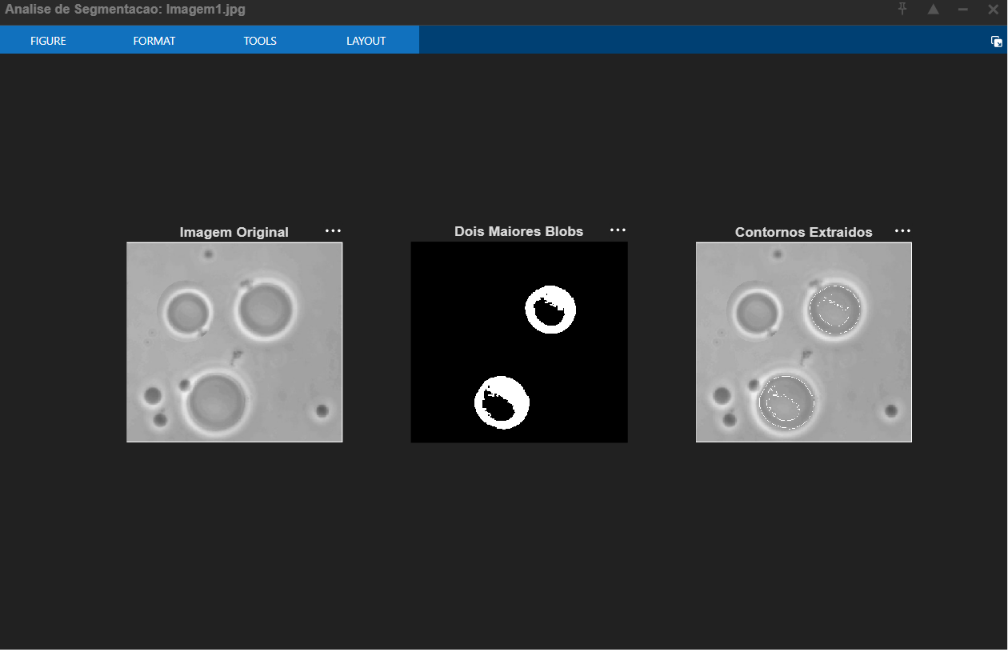 Analise de Segmentacao: Imagem1.jpg
FIGURE FORMAT TOOLS LAYOUT
Imagem Original Dois Maiores Blobs Contornos Extraidos